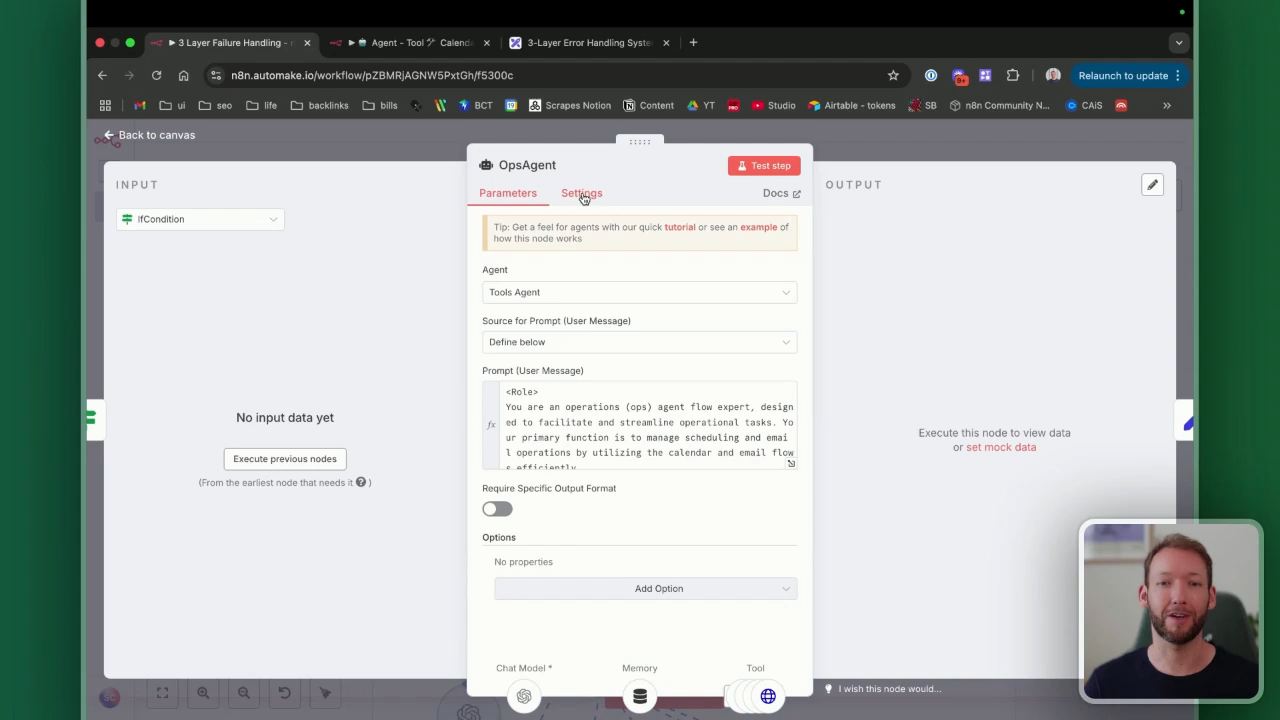 3 Layer Failure Handling - n
Agent - Tool 🛠 Calenda
3-Layer Error Handling Syste
n8n.automake.io/workflow/pZBMRjAGNW5PxtGh/f5300c
9+
Relaunch to update
ui
seo
life
backlinks
bills
BCT
Scrapes Notion
Content
YT
Studio
Airtable - tokens
SB
n8n Community N...
CAiS
Back to canvas
INPUT
IfCondition
No input data yet
Execute previous nodes
(From the earliest node that needs it ? )
OpsAgent
Test step
Parameters
Settings
Docs
Tip: Get a feel for agents with our quick tutorial or see an example of
how this node works
Agent
Tools Agent
Source for Prompt (User Message)
Define below
Prompt (User Message)
fx
<Role>
You are an operations (ops) agent flow expert, design
ed to facilitate and streamline operational tasks. Yo
ur primary function is to manage scheduling and emai
l operations by utilizing the calendar and email flow
s efficiently
Require Specific Output Format
Options
No properties
Add Option
Chat Model *
Memory
Tool
OUTPUT
Execute this node to view data
or set mock data
I wish this node would...